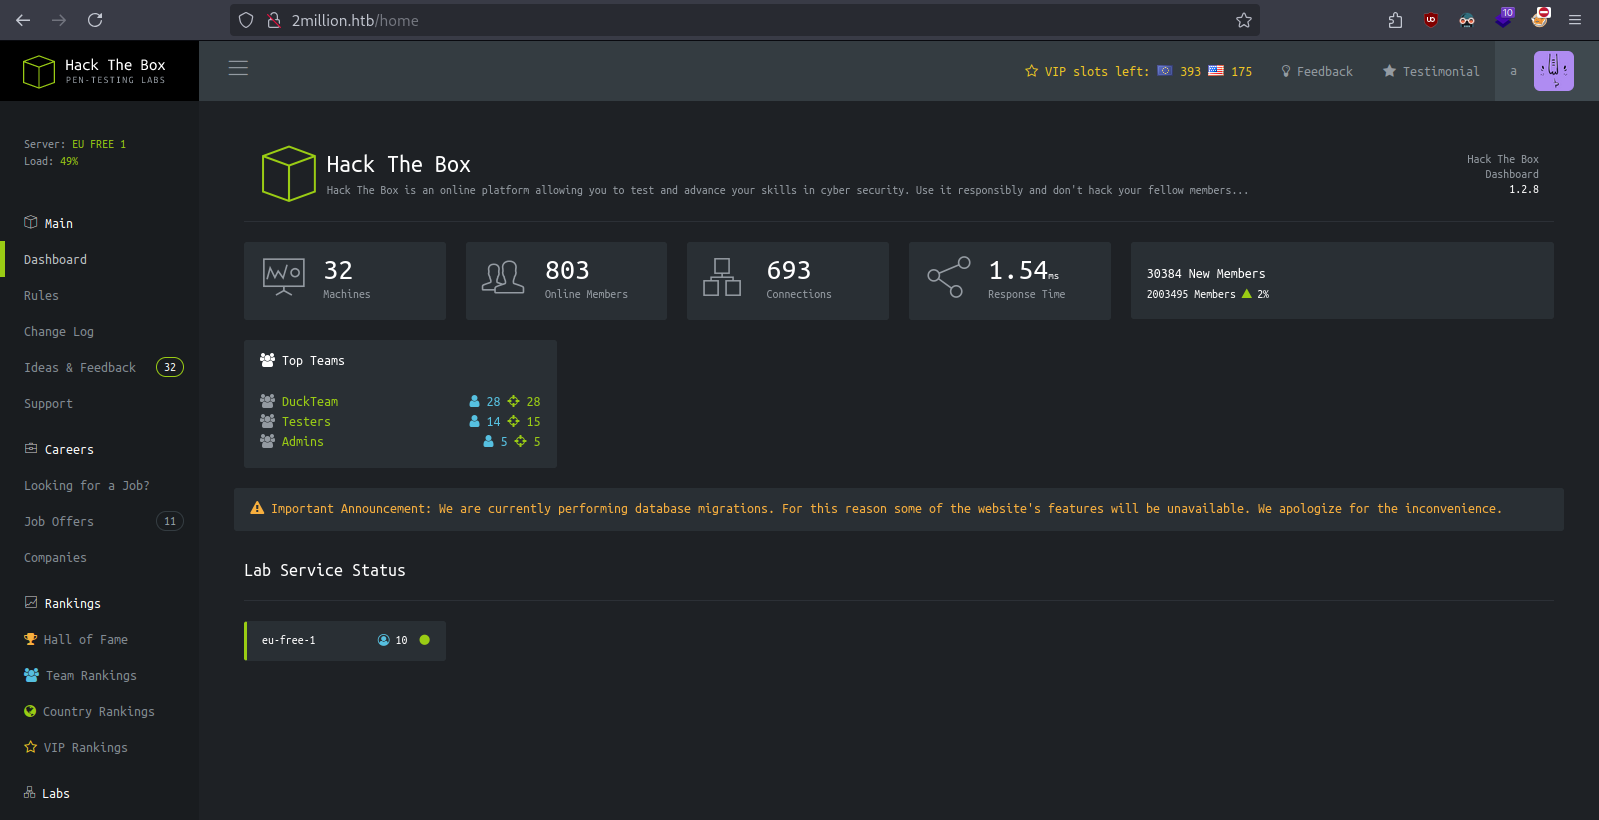 2million.htb/home
10
Hack The Box
PEN-TESTING LABS
VIP slots left: 393 175
Feedback
Testimonial
a
Server: EU FREE 1
Load: 49%
Main
Dashboard
Rules
Change Log
Ideas & Feedback 32
Support
Careers
Looking for a Job?
Job Offers 11
Companies
Rankings
Hall of Fame
Team Rankings
Country Rankings
VIP Rankings
Labs
Hack The Box
Hack The Box is an online platform allowing you to test and advance your skills in cyber security. Use it responsibly and don't hack your fellow members...
Hack The Box
Dashboard
1.2.8
32
Machines
803
Online Members
693
Connections
1.54ms
Response Time
30384 New Members
2003495 Members 2%
Top Teams
DuckTeam 28 28
Testers 14 15
Admins 5 5
Important Announcement: We are currently performing database migrations. For this reason some of the website's features will be unavailable. We apologize for the inconvenience.
Lab Service Status
eu-free-1 10